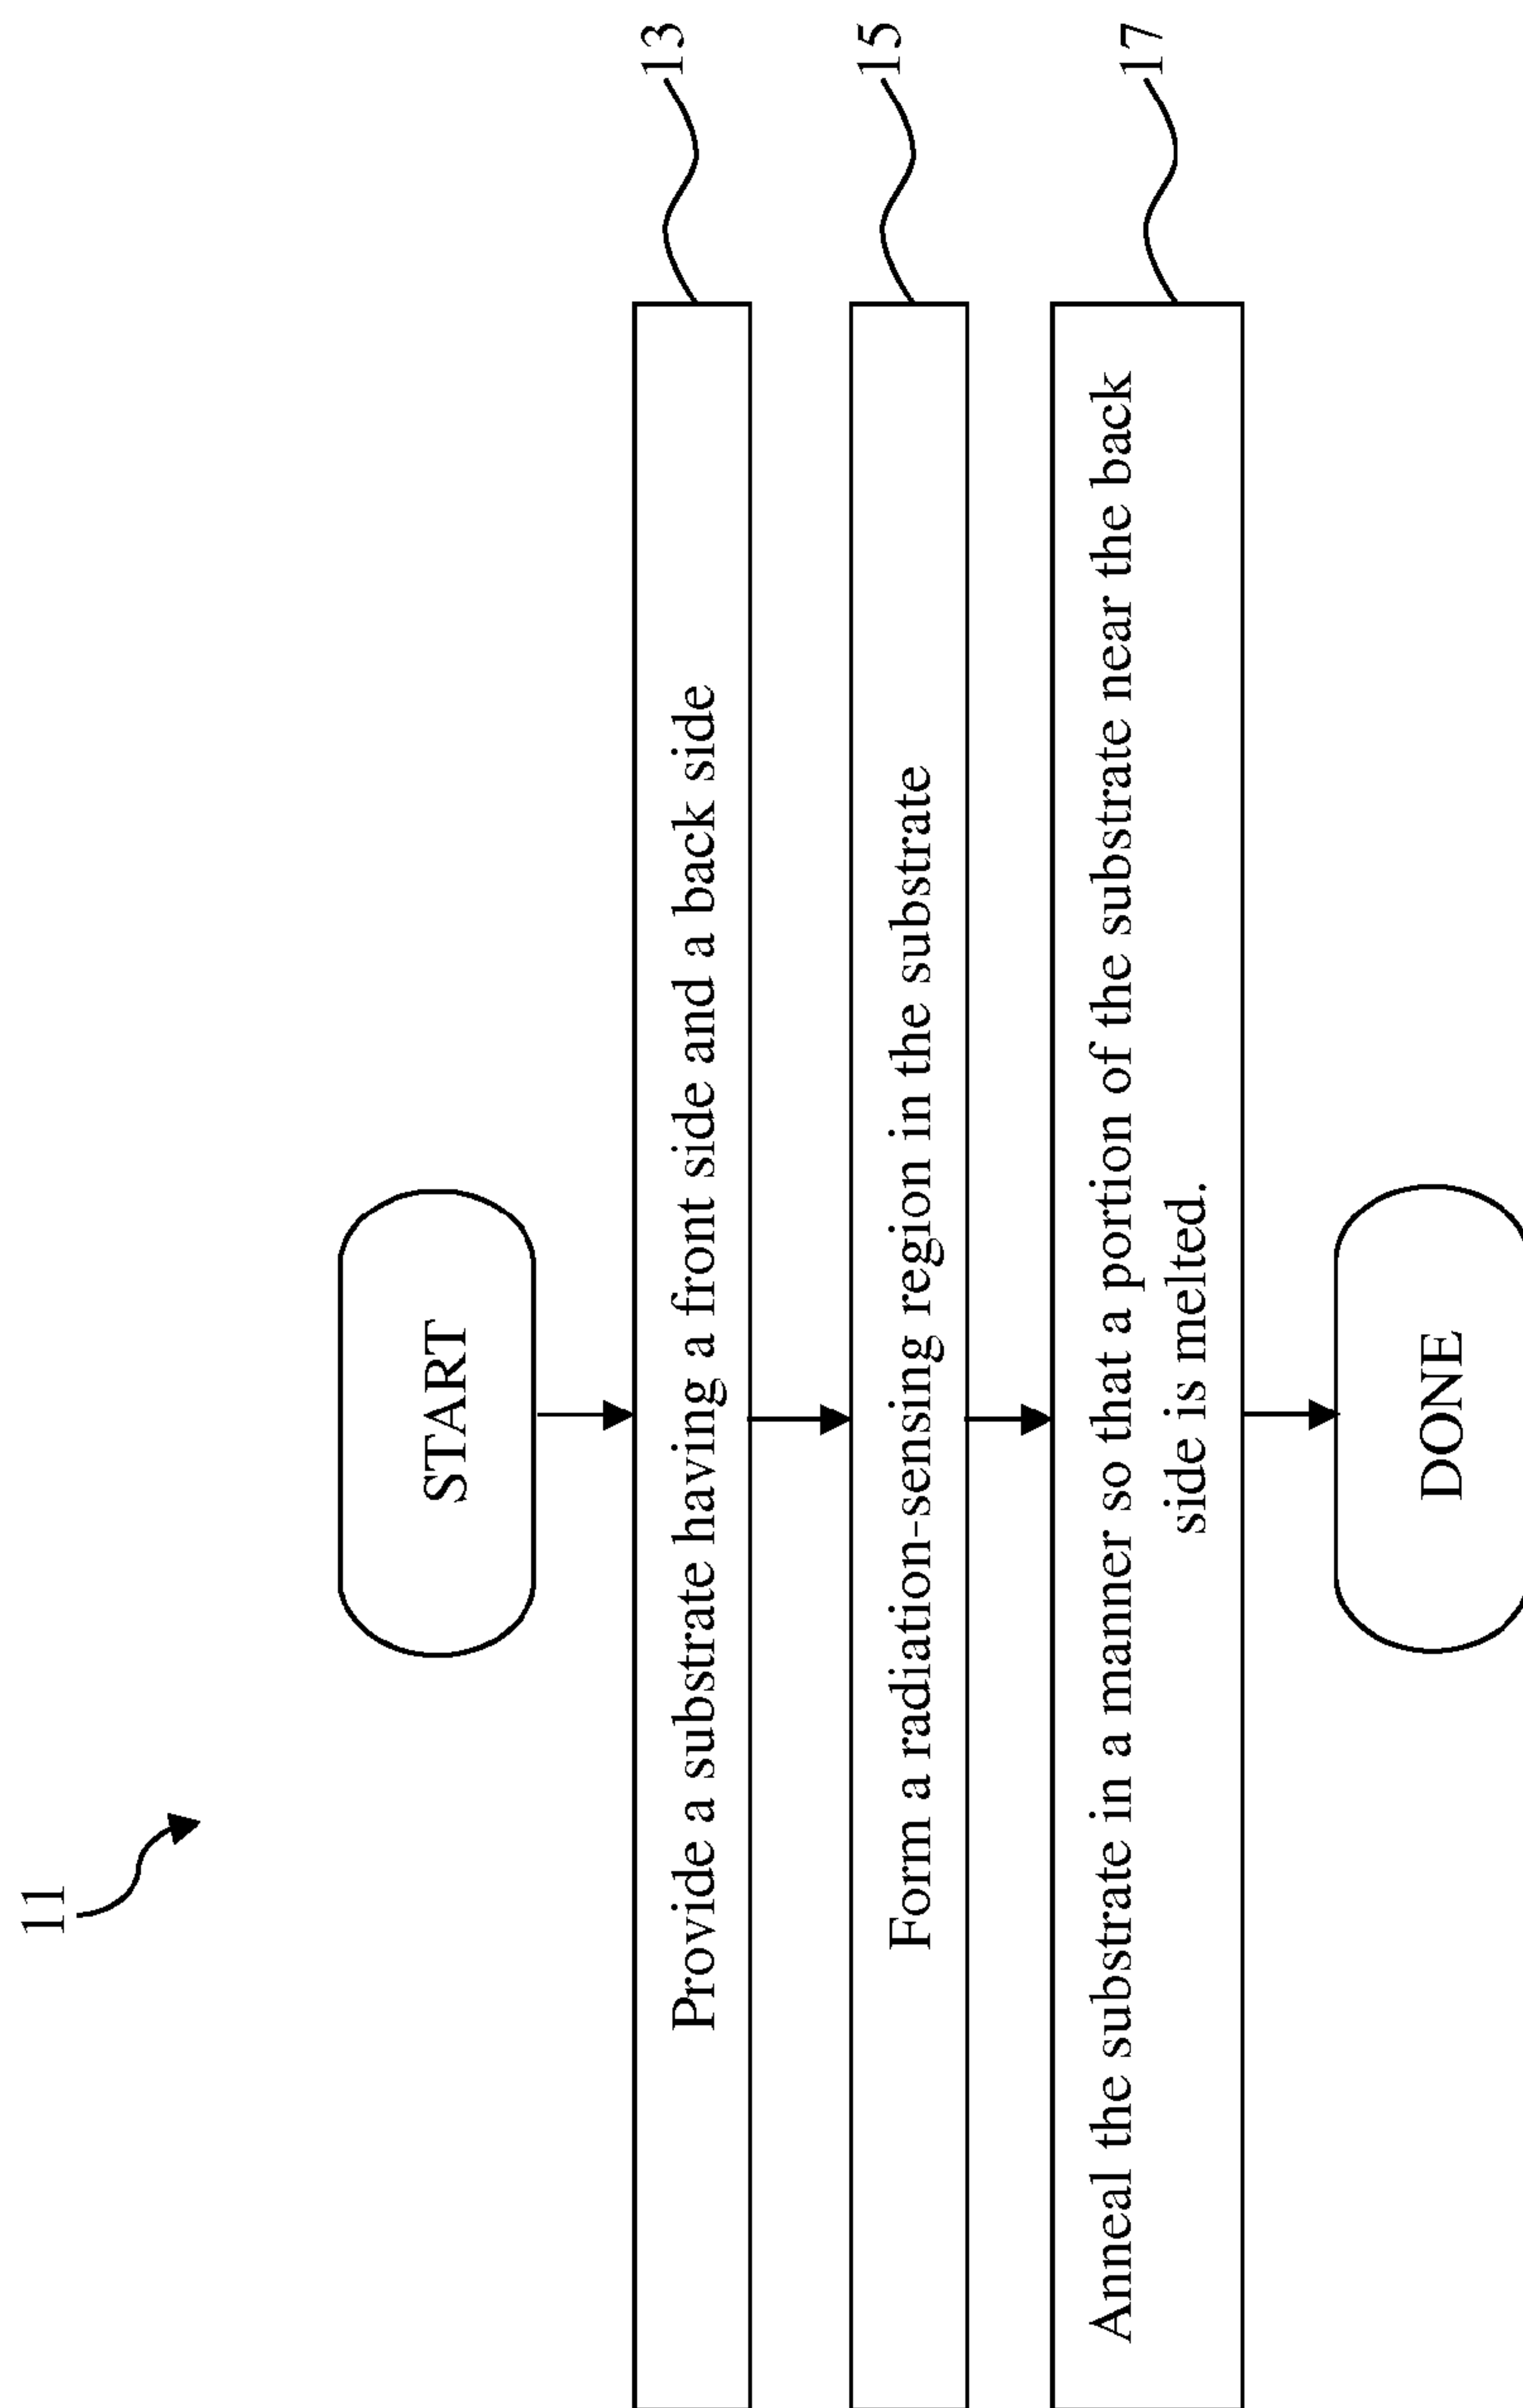 11
START
Provide a substrate having a front side and a back side
13
Form a radiation-sensing region in the substrate
15
Anneal the substrate in a manner so that a portion of the substrate near the back
side is melted.
17
DONE